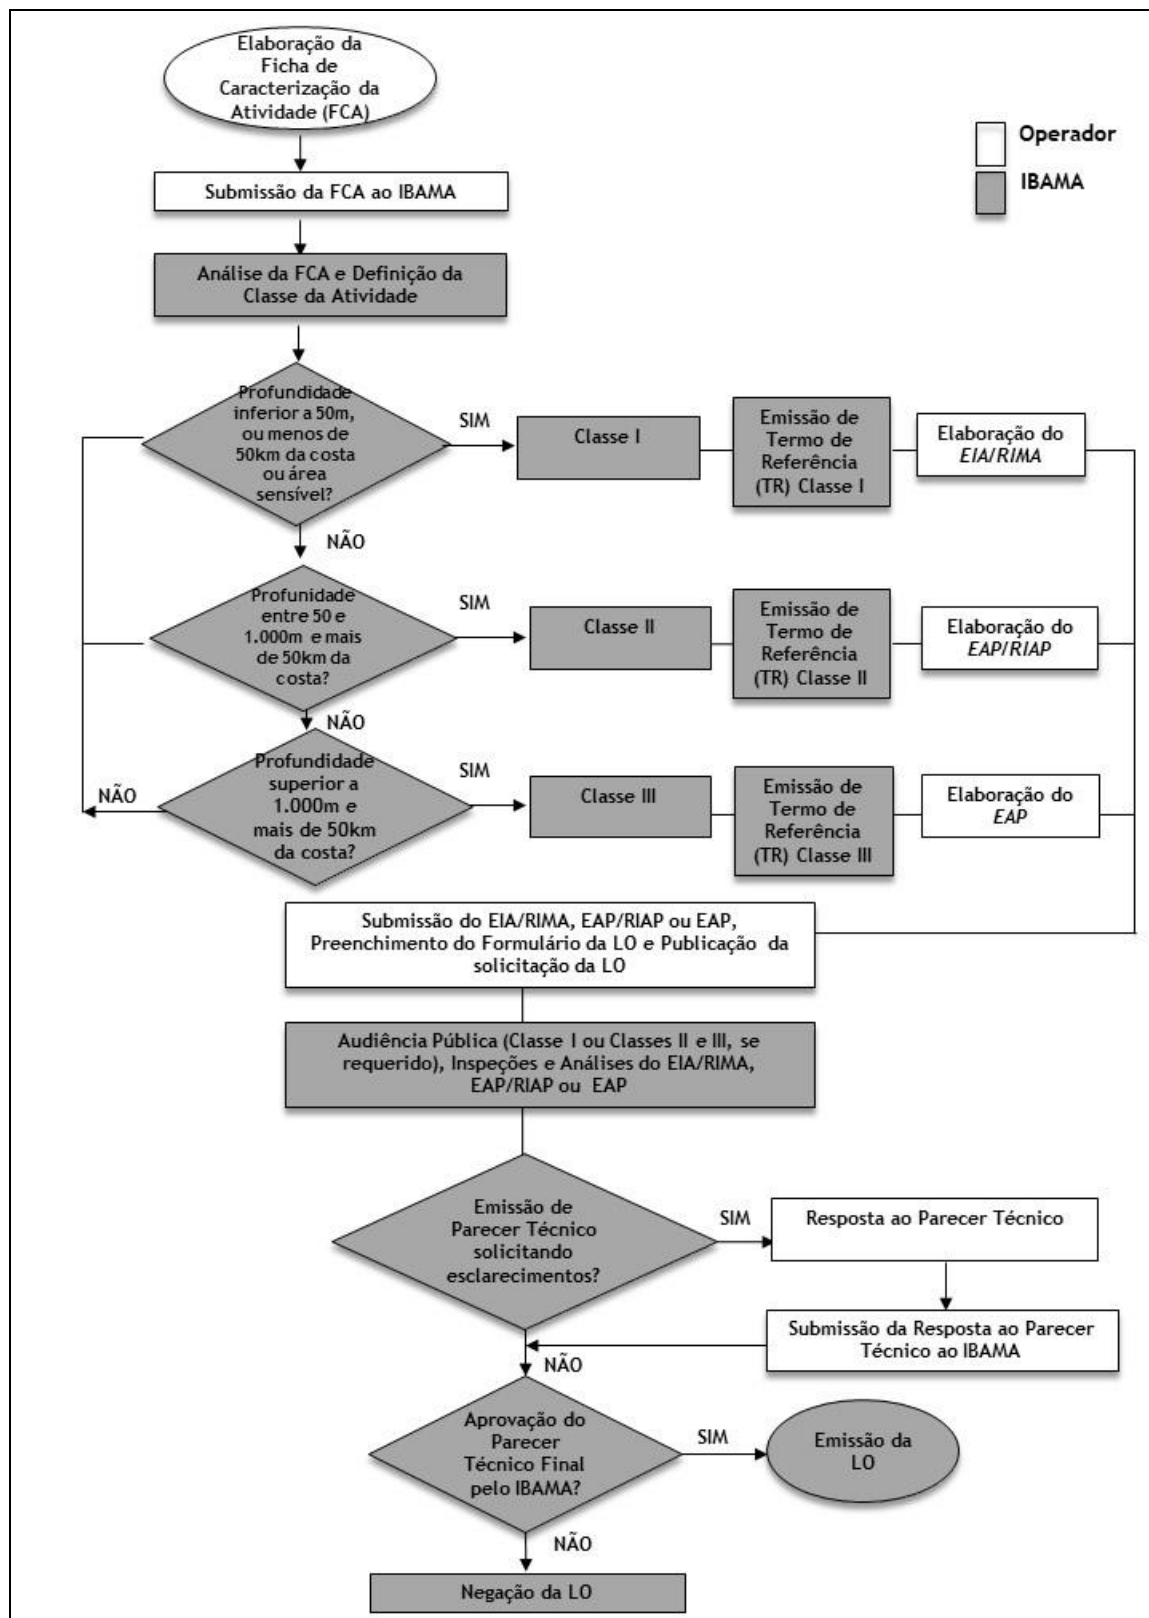 Elaboração da
Ficha de
Caracterização da
Atividade (FCA)
Operador
IBAMA
Submissão da FCA ao IBAMA
Análise da FCA e Definição da
Classe da Atividade
Profundidade
inferior a 50m,
ou menos de
50km da costa
ou área
sensível?
SIM
Classe I
Emissão de
Termo de
Referência
(TR) Classe I
Elaboração do
EIA/RIMA
NÃO
Profunidade
entre 50 e
1.000m e mais
de 50km da
costa?
SIM
Classe II
Emissão de
Termo de
Referência
(TR) Classe II
Elaboração do
EAP/RIAP
NÃO
Profundidade
superior a
1.000m e
mais de 50km
da costa?
NÃO
SIM
Classe III
Emissão de
Termo de
Referência
(TR) Classe III
Elaboração do
EAP
Submissão do EIA/RIMA, EAP/RIAP ou EAP,
Preenchimento do Formulário da LO e Publicação da
solicitação da LO
Audiência Pública (Classe I ou Classes II e III, se
requerido), Inspeções e Análises do EIA/RIMA,
EAP/RIAP ou EAP
Emissão de
Parecer Técnico
solicitando
esclarecimentos?
SIM
Resposta ao Parecer Técnico
Submissão da Resposta ao Parecer
Técnico ao IBAMA
NÃO
Aprovação do
Parecer
Técnico Final
pelo IBAMA?
SIM
Emissão da
LO
NÃO
Negação da LO